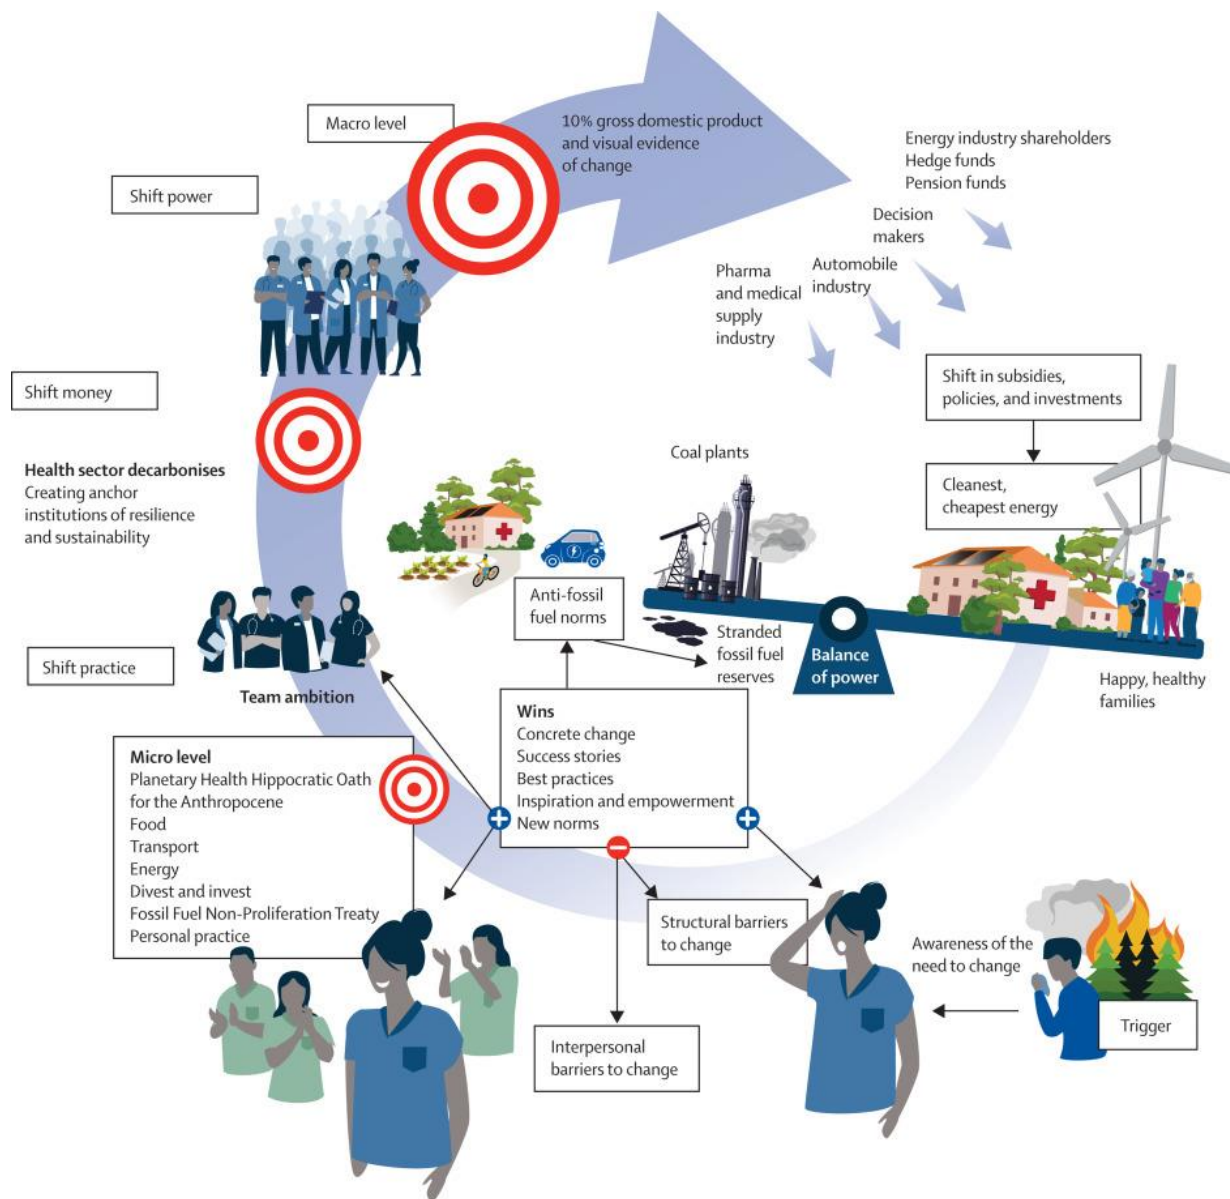 Macro level
10% gross domestic product
and visual evidence
of change
Energy industry shareholders
Hedge funds
Pension funds
Decision
makers
Automobile
industry
Pharma
and medical
supply
industry
Shift power
Shift money
Shift in subsidies,
policies, and investments
Cleanest,
cheapest energy
Health sector decarbonises
Creating anchor
institutions of resilience
and sustainability
Coal plants
Anti-fossil
fuel norms
Stranded
fossil fuel
reserves
Balance
of power
Happy, healthy
families
Shift practice
Team ambition
Wins
Concrete change
Success stories
Best practices
Inspiration and empowerment
New norms
Micro level
Planetary Health Hippocratic Oath
for the Anthropocene
Food
Transport
Energy
Divest and invest
Fossil Fuel Non-Proliferation Treaty
Personal practice
Structural barriers
to change
Interpersonal
barriers to change
Awareness of the
need to change
Trigger